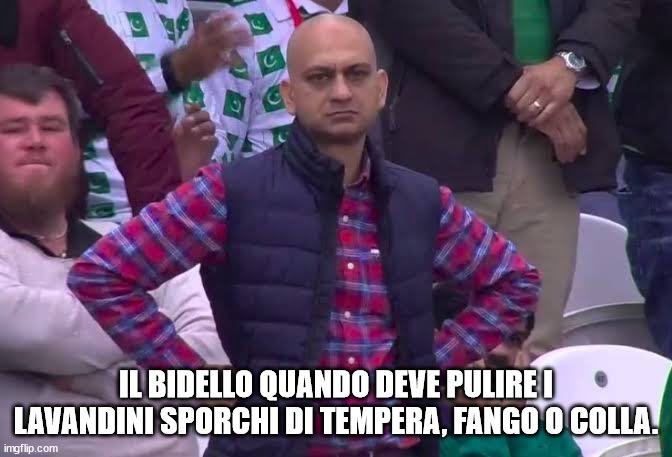 IL BIDELLO QUANDO DEVE PULIRE I
LAVANDINI SPORCHI DI TEMPERA, FANGO O COLLA.
imgflip.com